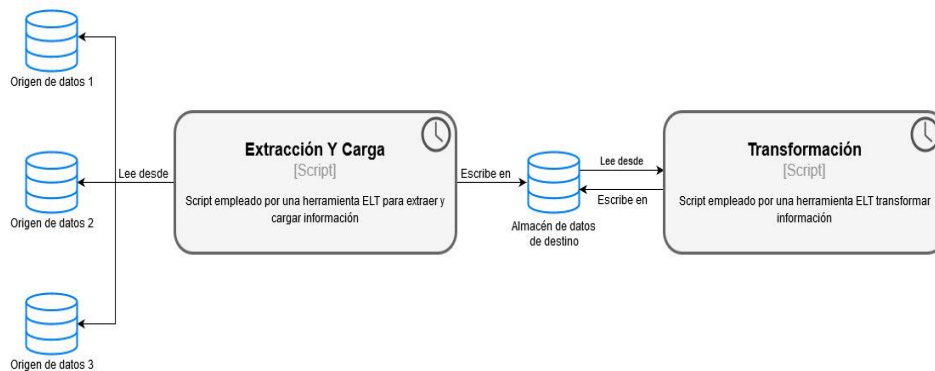 Origen de datos 1
Origen de datos 2
Origen de datos 3
Lee desde
Extracción Y Carga
[Script]
Script empleado por una herramienta ELT para extraer y
cargar información
Escribe en
Almacén de datos
de destino
Lee desde
Escribe en
Transformación
[Script]
Script empleado por una herramienta ELT transformar
información